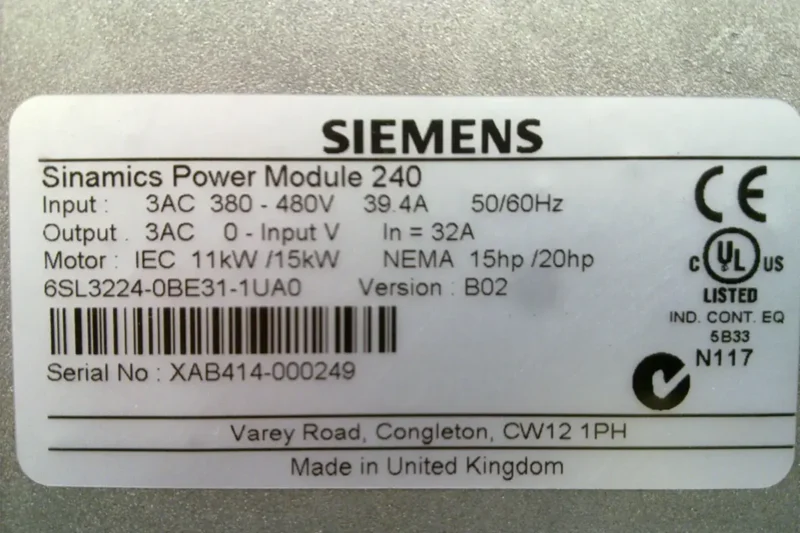 SIEMENS
Sinamics Power Module 240
Input : 3AC 380 - 480V 39.4A 50/60Hz
Output . 3AC 0 - Input V In = 32A
Motor : IEC 11kW /15kW NEMA 15hp /20hp
6SL3224-0BE31-1UA0 Version : B02
Serial No : XAB414-000249
CE
C UL US
LISTED
IND. CONT. EQ
5B33
N117
Varey Road, Congleton, CW12 1PH
Made in United Kingdom